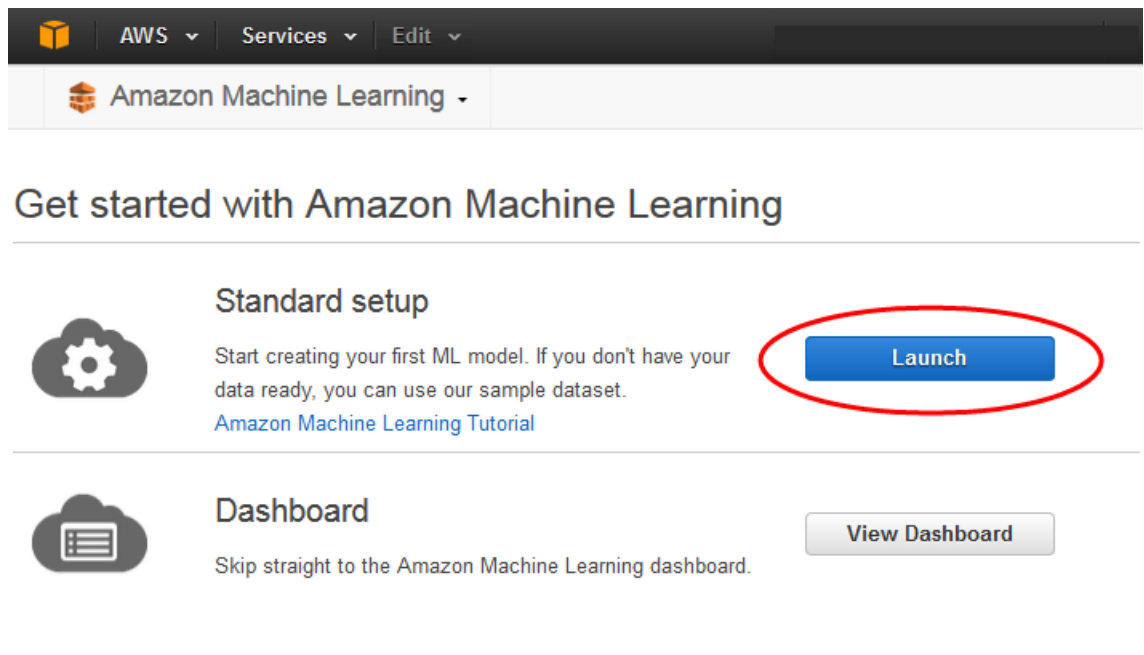 AWS Services Edit
Amazon Machine Learning
Get started with Amazon Machine Learning
Standard setup
Start creating your first ML model. If you don't have your
data ready, you can use our sample dataset.
Amazon Machine Learning Tutorial
Launch
Dashboard
Skip straight to the Amazon Machine Learning dashboard.
View Dashboard